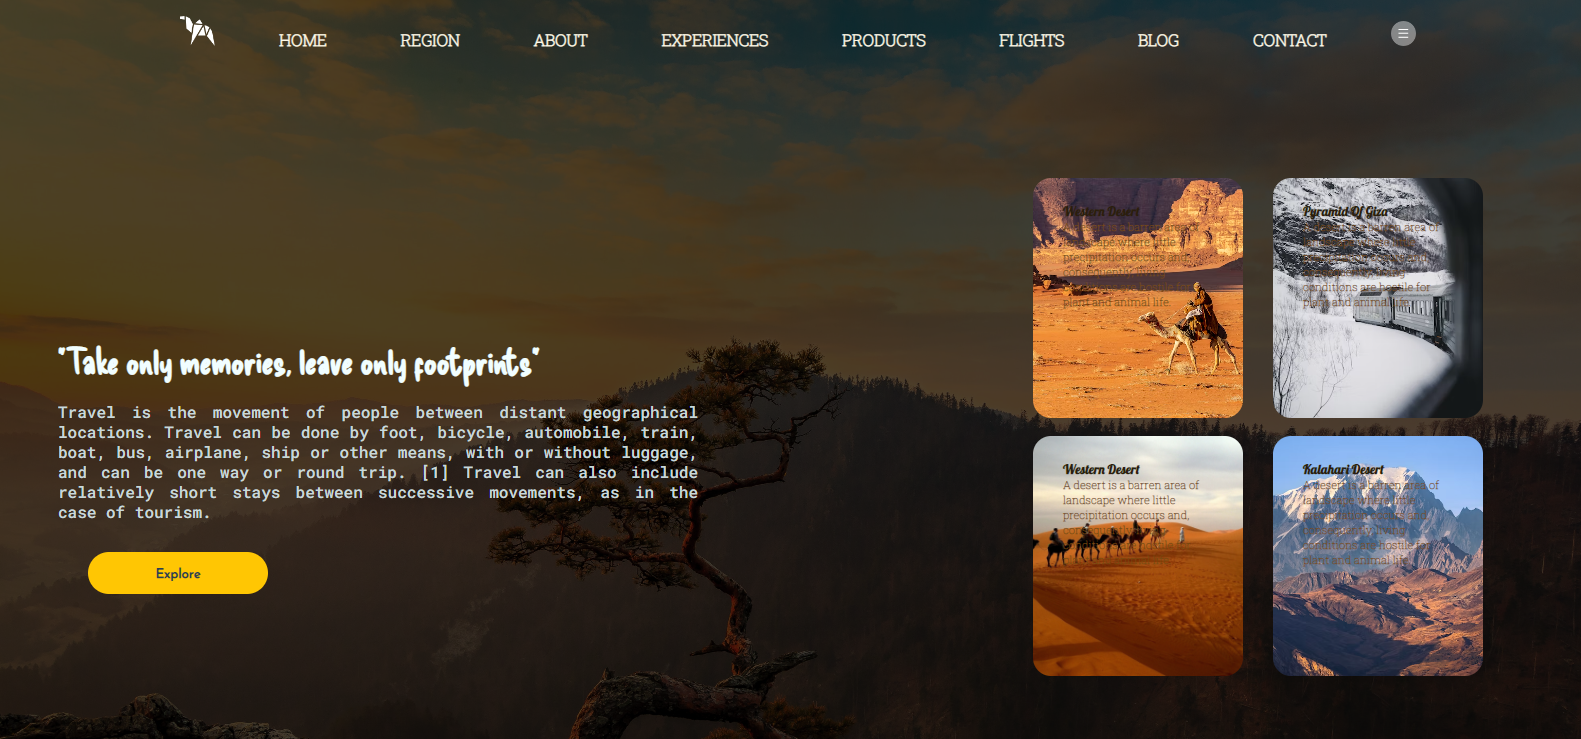 HOME REGION ABOUT EXPERIENCES PRODUCTS FLIGHTS BLOG CONTACT
"Take only memories, leave only footprints"
Travel is the movement of people between distant geographical
locations. Travel can be done by foot, bicycle, automobile, train,
boat, bus, airplane, ship or other means, with or without luggage,
and can be one way or round trip. [1] Travel can also include
relatively short stays between successive movements, as in the
case of tourism.
Explore
Western Desert
desert is a barren area of
landscape where little
precipitation occurs and,
consequently, living
plant and animal life.
Pyramid Of Giza
barren area of
conditions are hostile for
plant and animal life.
Western Desert
A desert is a barren area of
landscape where little
precipitation occurs and,
consequently,
Kalahari Desert
A desert is a barren area of
landscape where little
conditions are hostile for
plant and animal life.